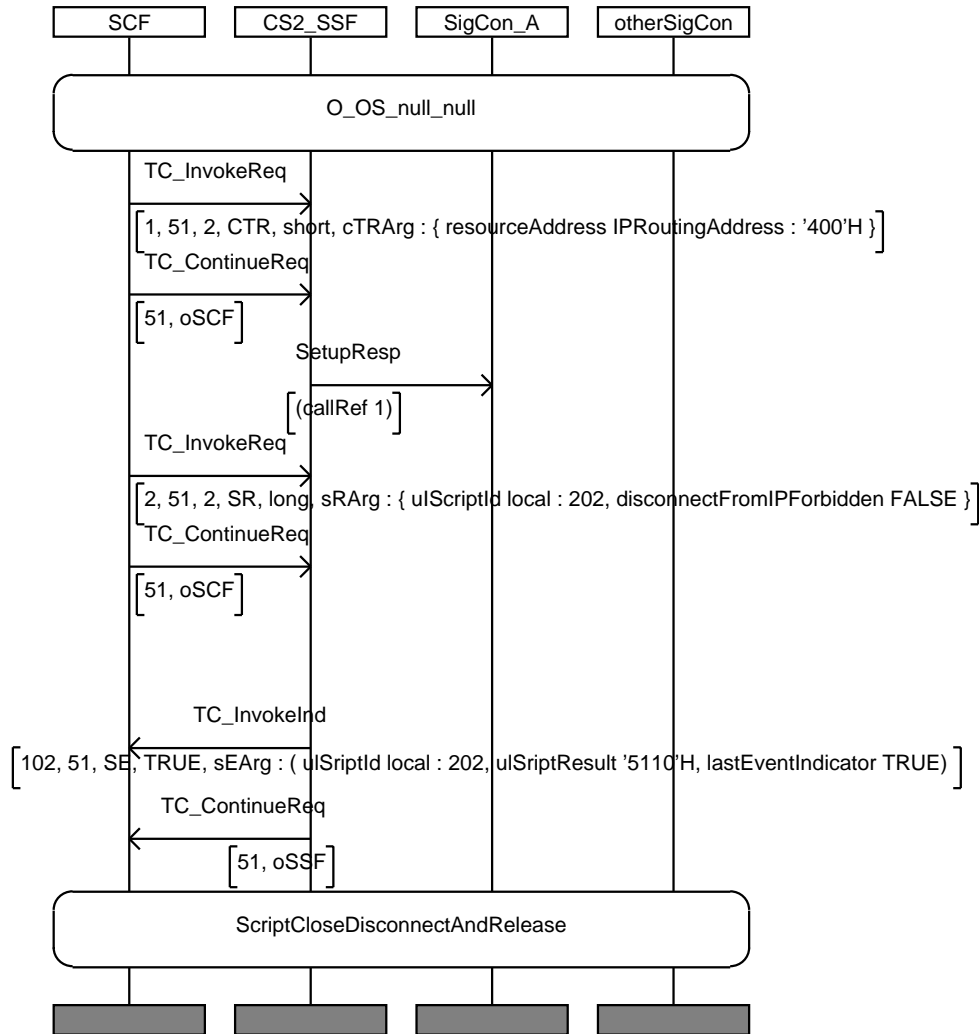 SCF CS2_SSF SigCon_A otherSigCon
O_OS_null_null
TC_InvokeReq
1, 51, 2, CTR, short, cTRArg : { resourceAddress IPRoutingAddress : ’400’H }
TC_ContinueReq
51, oSCF
SetupResp
(callRef 1)
TC_InvokeReq
2, 51, 2, SR, long, sRArg : { uIScriptId local : 202, disconnectFromIPForbidden FALSE }
TC_ContinueReq
51, oSCF
TC_InvokeInd
102, 51, SE, TRUE, sEArg : ( uISriptId local : 202, uISriptResult ’5110’H, lastEventIndicator TRUE)
TC_ContinueReq
51, oSSF
ScriptCloseDisconnectAndRelease